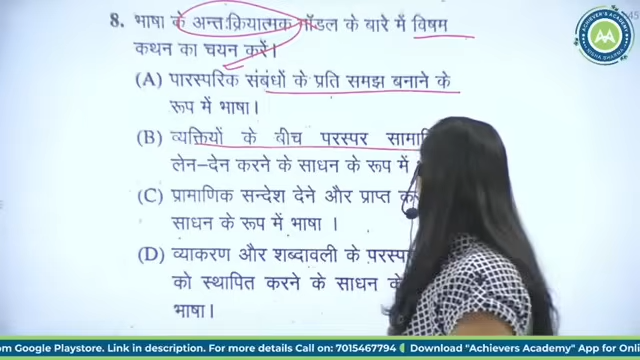 8. भाषा के अन्तःक्रियात्मक मॉडल के बारे में विषम
कथन का चयन करें।
(A) पारस्परिक संबंधों के प्रति समझ बनाने के
रूप में भाषा।
(B) व्यक्तियों के बीच परस्पर
लेन-देन करने के साधन के रूप में
(C) प्रामाणिक सन्देश देने और प्राप्त
साधन के रूप में भाषा ।
(D) व्याकरण और शब्दावली के
को स्थापित करने के साधन के
भाषा।
ACHIEVER'S ACADEMY
om Google Playstore. Link in description. For more details Call on: 7015467794 Download "Achievers Academy" App for Onli